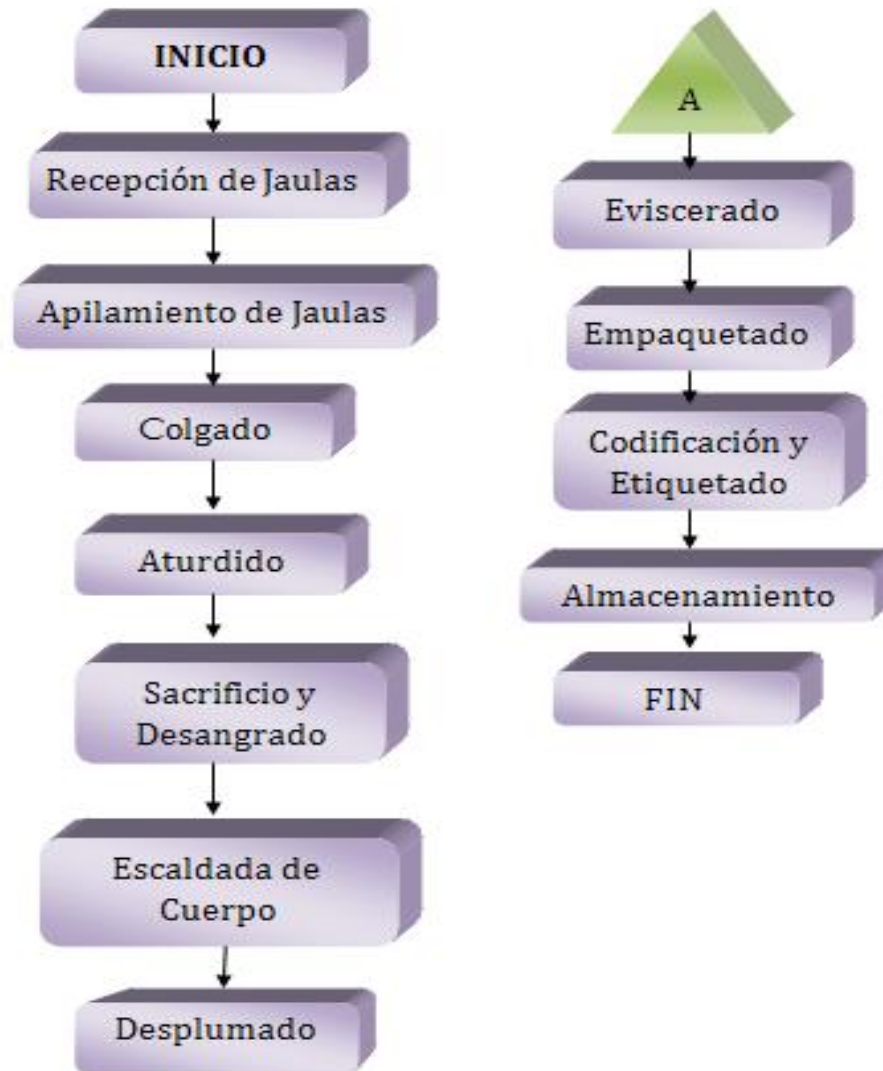 INICIO
Recepción de Jaulas
Apilamiento de Jaulas
Colgado
Aturdido
Sacrificio y
Desangrado
Escaldada de
Cuerpo
Desplumado
A
Eviscerado
Empaquetado
Codificación y
Etiquetado
Almacenamiento
FIN